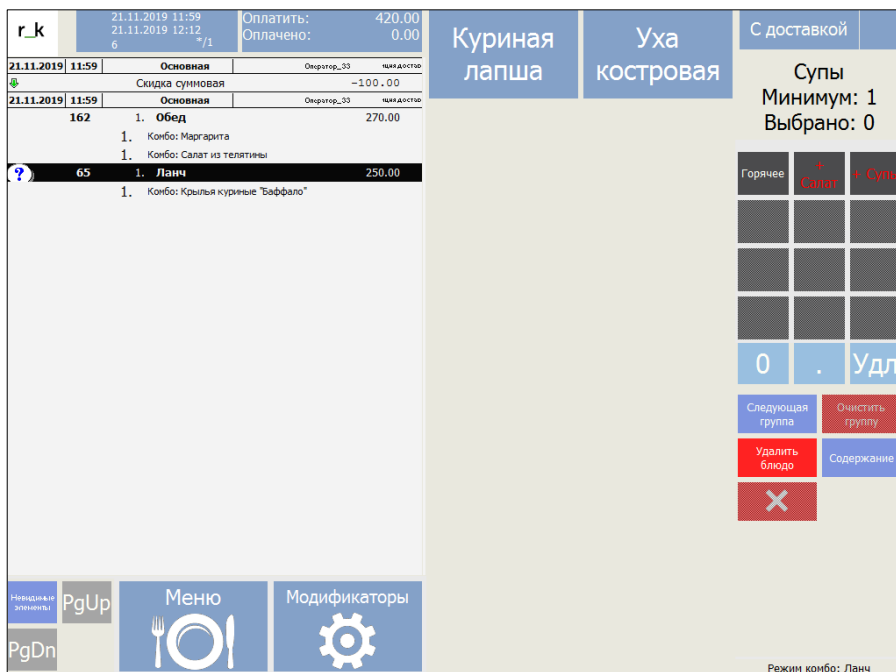 r_k
21.11.2019 11:59
21.11.2019 12:12
6 */1
Оплатить: 420.00
Оплачено: 0.00
21.11.2019 11:59 Основная Оператор_33
Скидка суммовая -100.00
21.11.2019 11:59 Основная Оператор_33
162 1. Обед 270.00
1. Комбо: Маргарита
1. Комбо: Салат из телятины
? 65 1. Ланч 250.00
1. Комбо: Крылья куриные "Баффало"
Невидимые
элементы
PgUp
PgDn
Меню
Модификаторы
Куриная
лапша
Уха
костровая
С доставкой
Супы
Минимум: 1
Выбрано: 0
Горячее
+
Салат
+ Супы
0 . Удл
Следующая
группа
Очистить
группу
Удалить
блюдо
Содержание
Режим комбо: Ланч